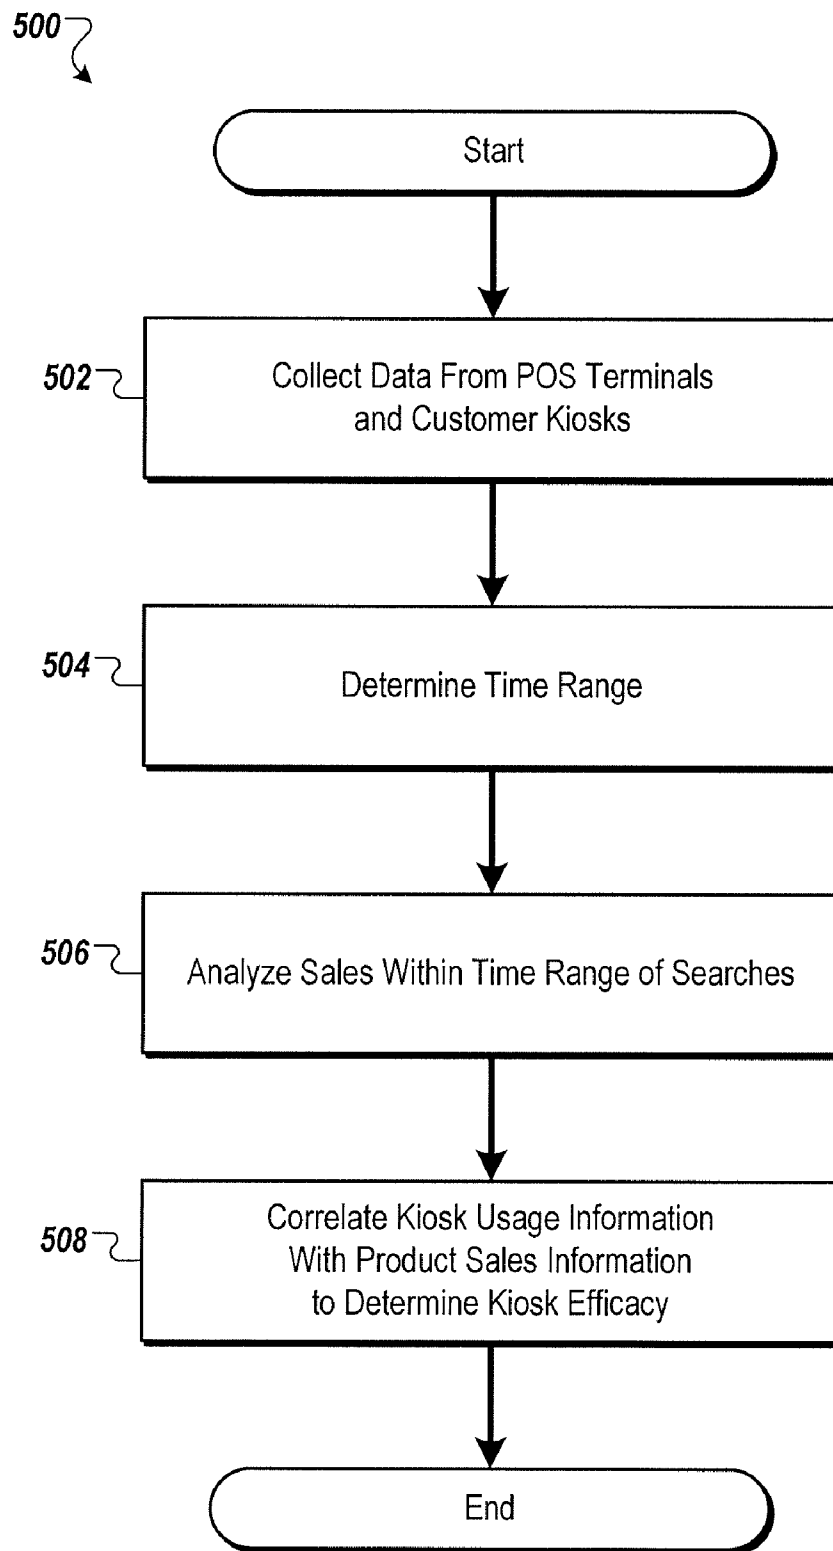 500
Start
502
Collect Data From POS Terminals
and Customer Kiosks
504
Determine Time Range
506
Analyze Sales Within Time Range of Searches
508
Correlate Kiosk Usage Information
With Product Sales Information
to Determine Kiosk Efficacy
End